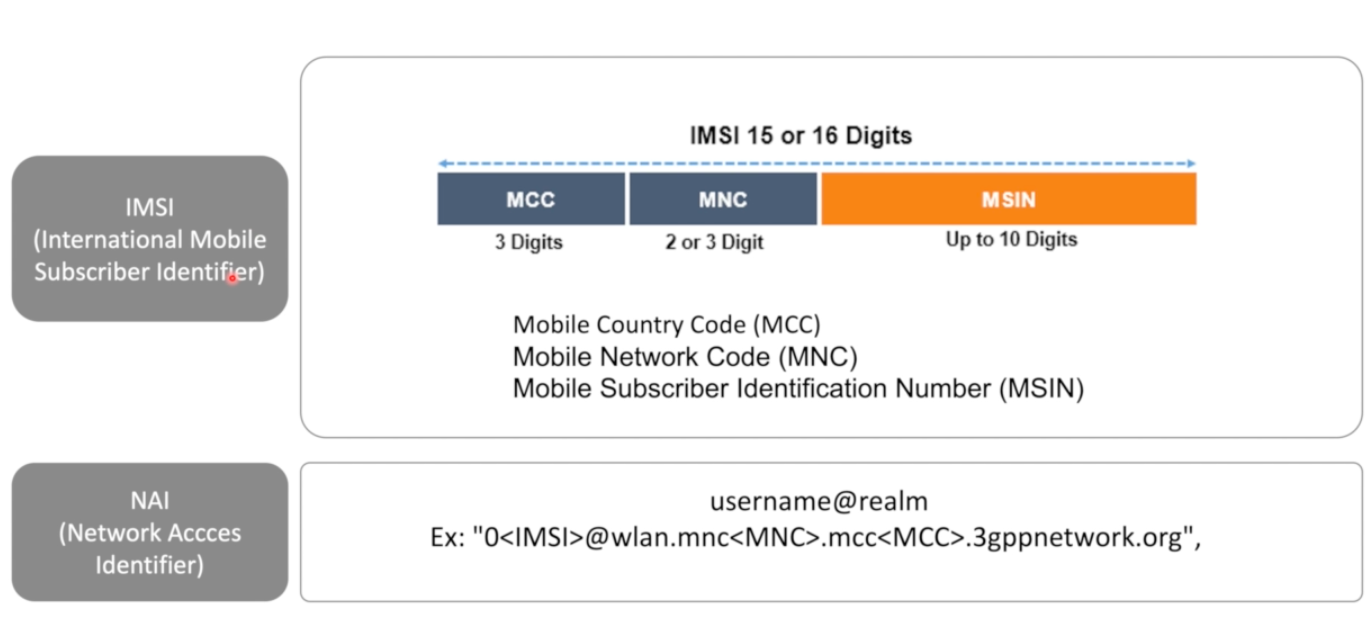 IMSI 15 or 16 Digits
MCC
MNC
MSIN
3 Digits
2 or 3 Digit
Up to 10 Digits
IMSI
(International Mobile
Subscriber Identifier)
Mobile Country Code (MCC)
Mobile Network Code (MNC)
Mobile Subscriber Identification Number (MSIN)
NAI
(Network Accces
Identifier)
username@realm
Ex: "0<IMSI>@wlan.mnc<MNC>.mcc<MCC>.3gppnetwork.org",